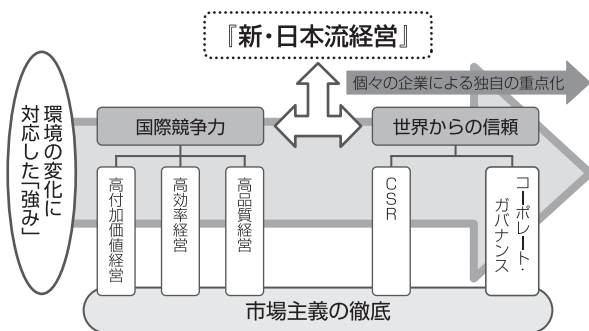 『新・日本流経営』
個々の企業による独自の重点化
環境の変化に
対応した「強み」
国際競争力
世界からの信頼
高付加価値経営
高効率経営
高品質経営
CSR
コーポレート・
ガバナンス
市場主義の徹底